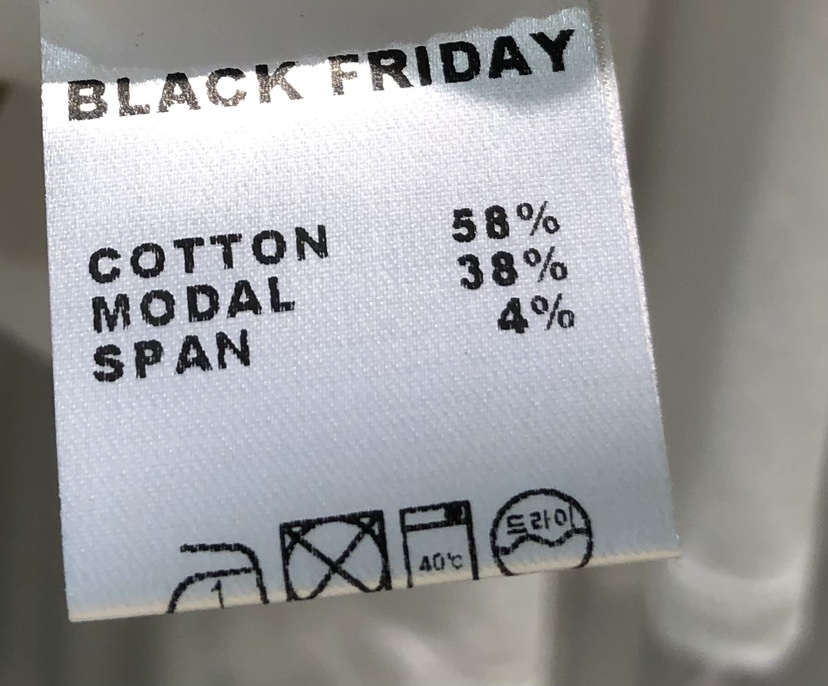 BLACK FRIDAY
COTTON 58%
MODAL 38%
SPAN 4%
1 40℃ 드라이